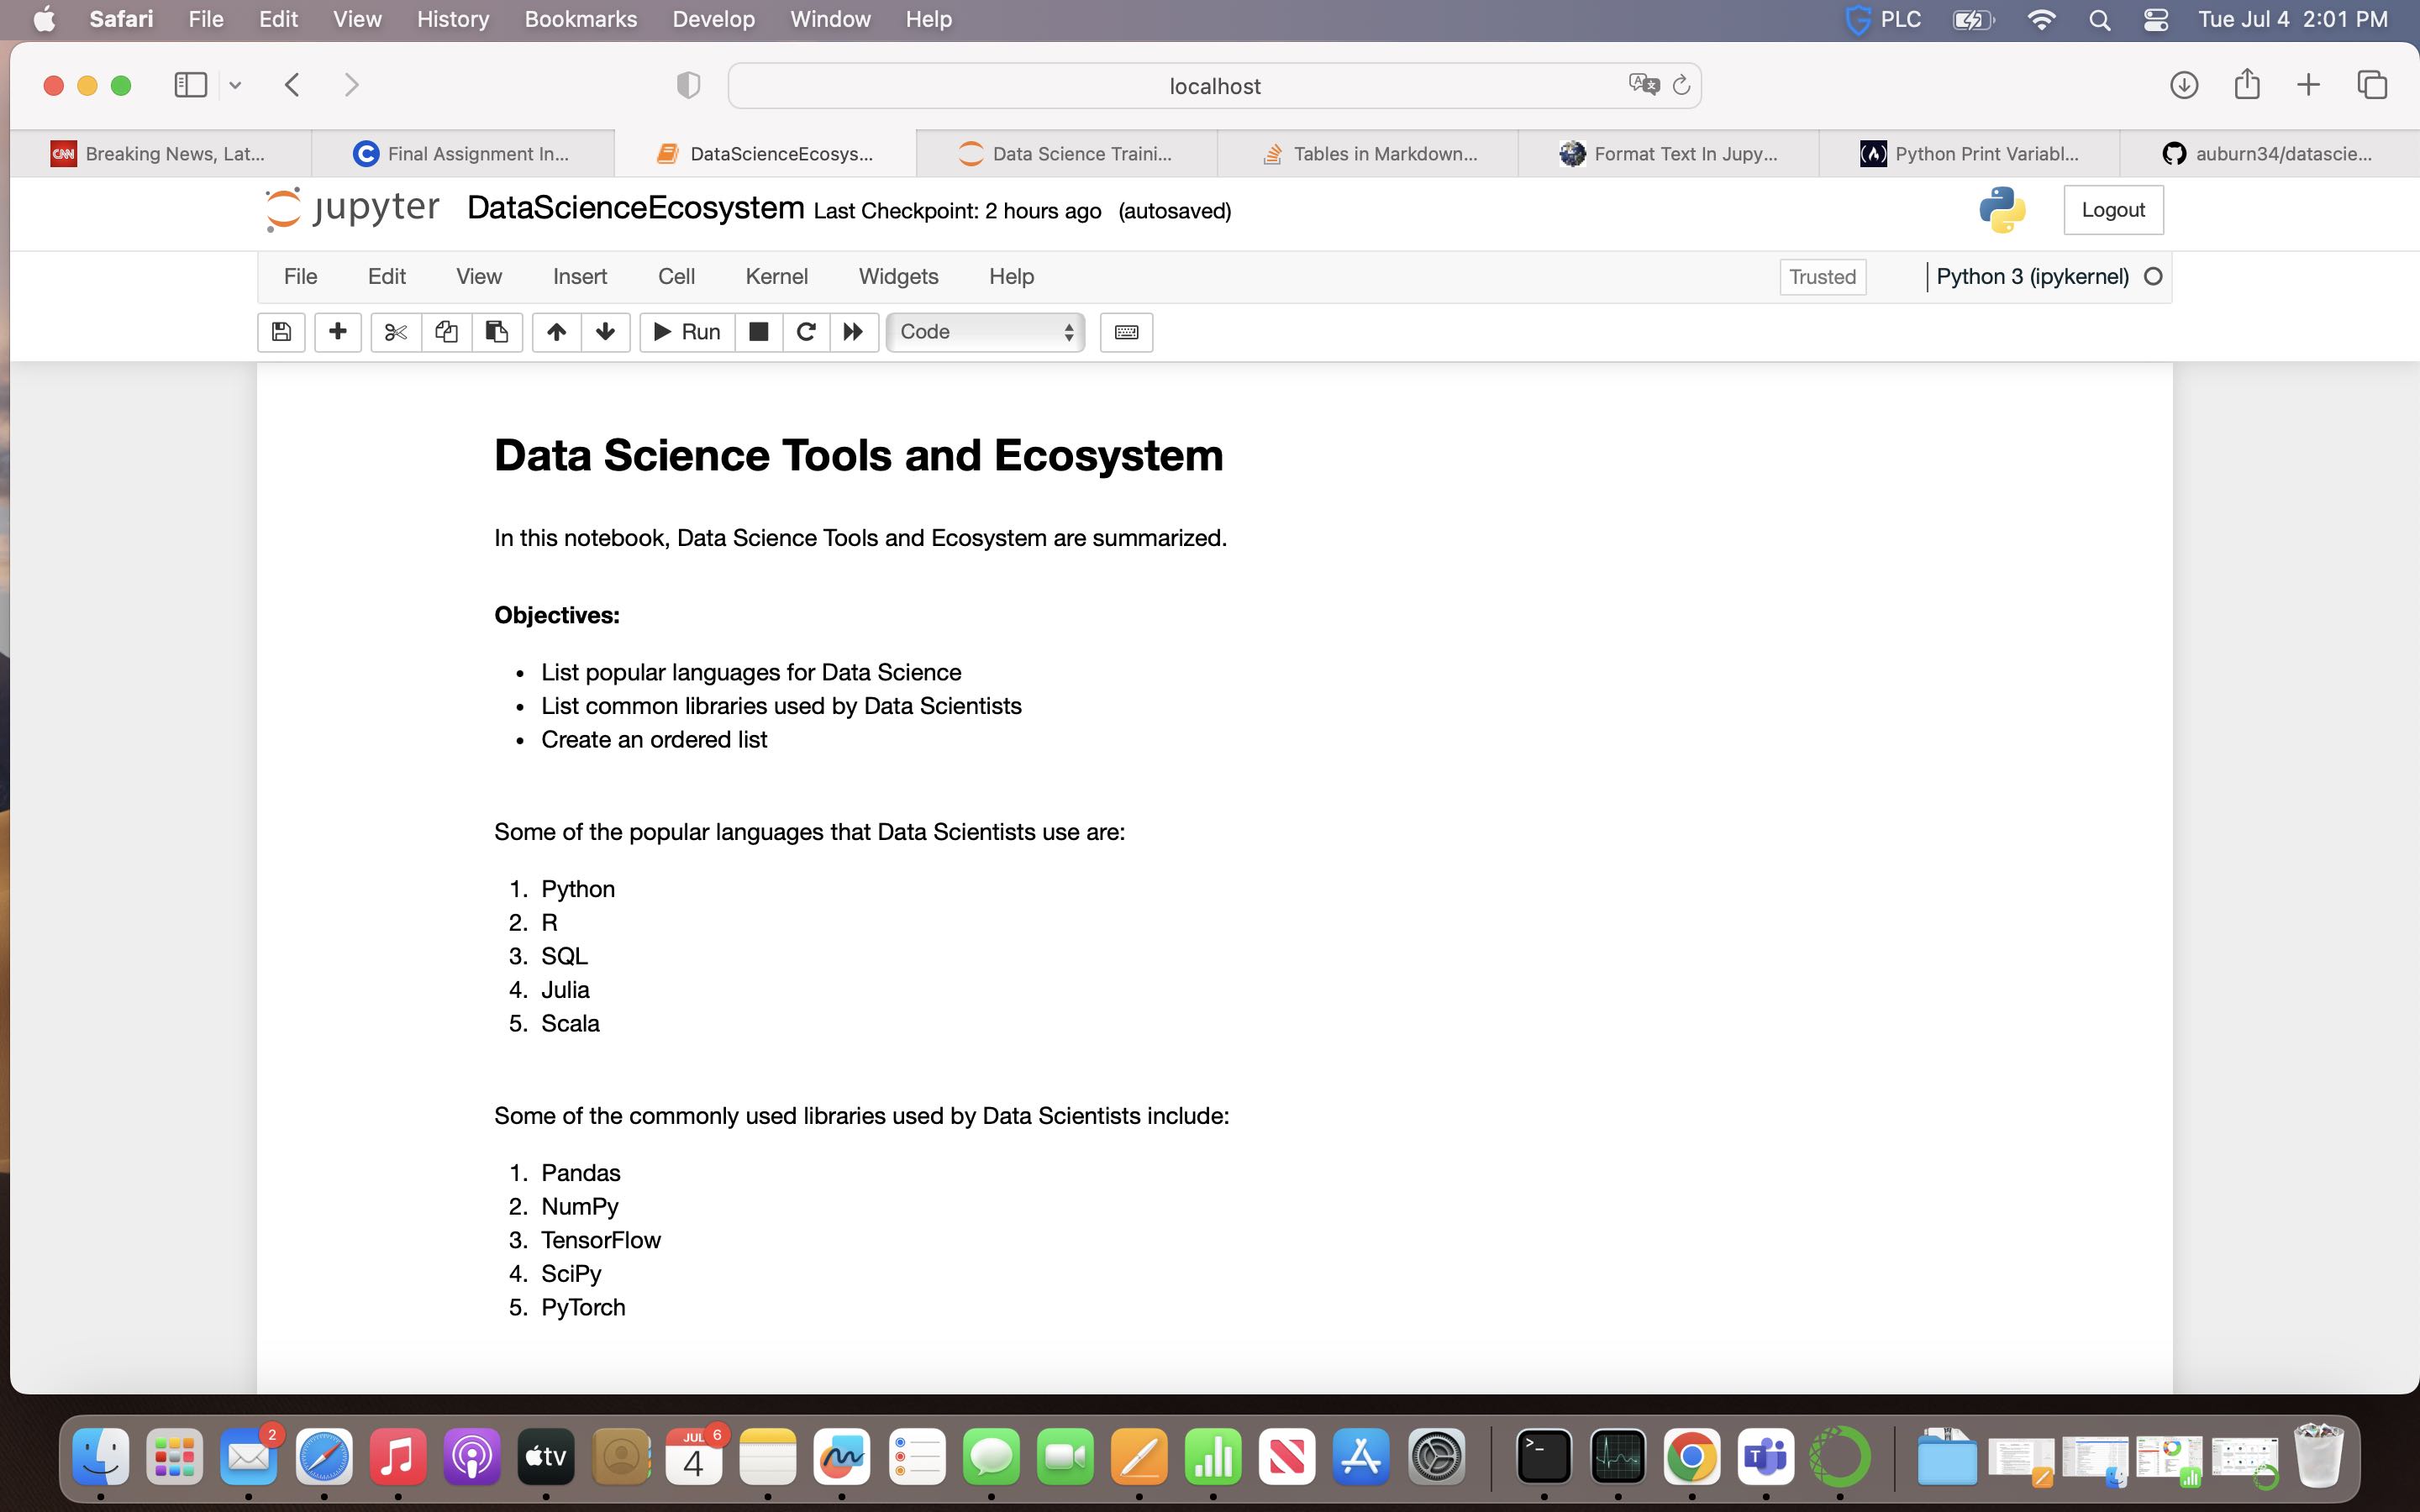 Safari File Edit View History Bookmarks Develop Window Help PLC Tue Jul 4 2:01 PM
localhost
CNN Breaking News, Lat... Final Assignment In... DataScienceEcosys... Data Science Traini... Tables in Markdown... Format Text In Jupy... Python Print Variabl... auburn34/datascie...
jupyter DataScienceEcosystem Last Checkpoint: 2 hours ago (autosaved) Logout
File Edit View Insert Cell Kernel Widgets Help Trusted Python 3 (ipykernel)
Run Code
Data Science Tools and Ecosystem
In this notebook, Data Science Tools and Ecosystem are summarized.
Objectives:
• List popular languages for Data Science
• List common libraries used by Data Scientists
• Create an ordered list
Some of the popular languages that Data Scientists use are:
1. Python
2. R
3. SQL
4. Julia
5. Scala
Some of the commonly used libraries used by Data Scientists include:
1. Pandas
2. NumPy
3. TensorFlow
4. SciPy
5. PyTorch
2 tv JUL 6
4